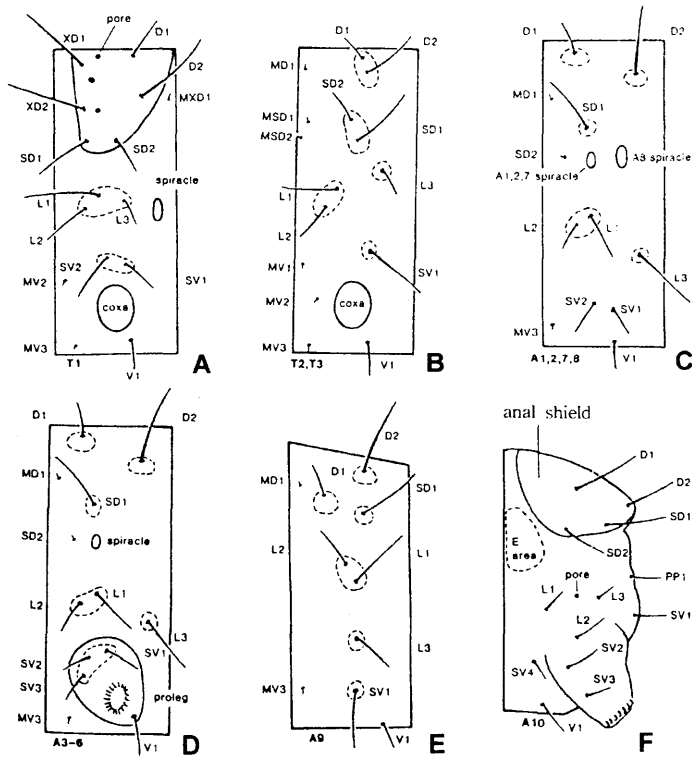 XD1
pore
D1
D2
XD2
MXD1
SD1
SD2
spiracle
L1
L2
L3
SV2
SV1
MV2
coxa
MV3
T1
V1
A
D1
D2
MD1
SD2
MSD1
MSD2
SD1
L3
L1
L2
MV1
SV1
MV2
coxa
MV3
T2,T3
V1
B
D1
D2
MD1
SD1
SD2
A8 spiracle
A1,2,7 spiracle
L2
L1
L3
SV2
SV1
MV3
A1,2,7,8
V1
C
D1
D2
MD1
SD1
SD2
spiracle
L1
L2
L3
SV2
SV1
SV3
proleg
MV3
A3-6
V1
D
D2
MD1
D1
SD1
L2
L1
L3
MV3
SV1
A9
V1
E
anal shield
D1
D2
SD1
E
area
SD2
pore
PP1
L1
L3
SV1
L2
SV2
SV4
SV3
A10
V1
F